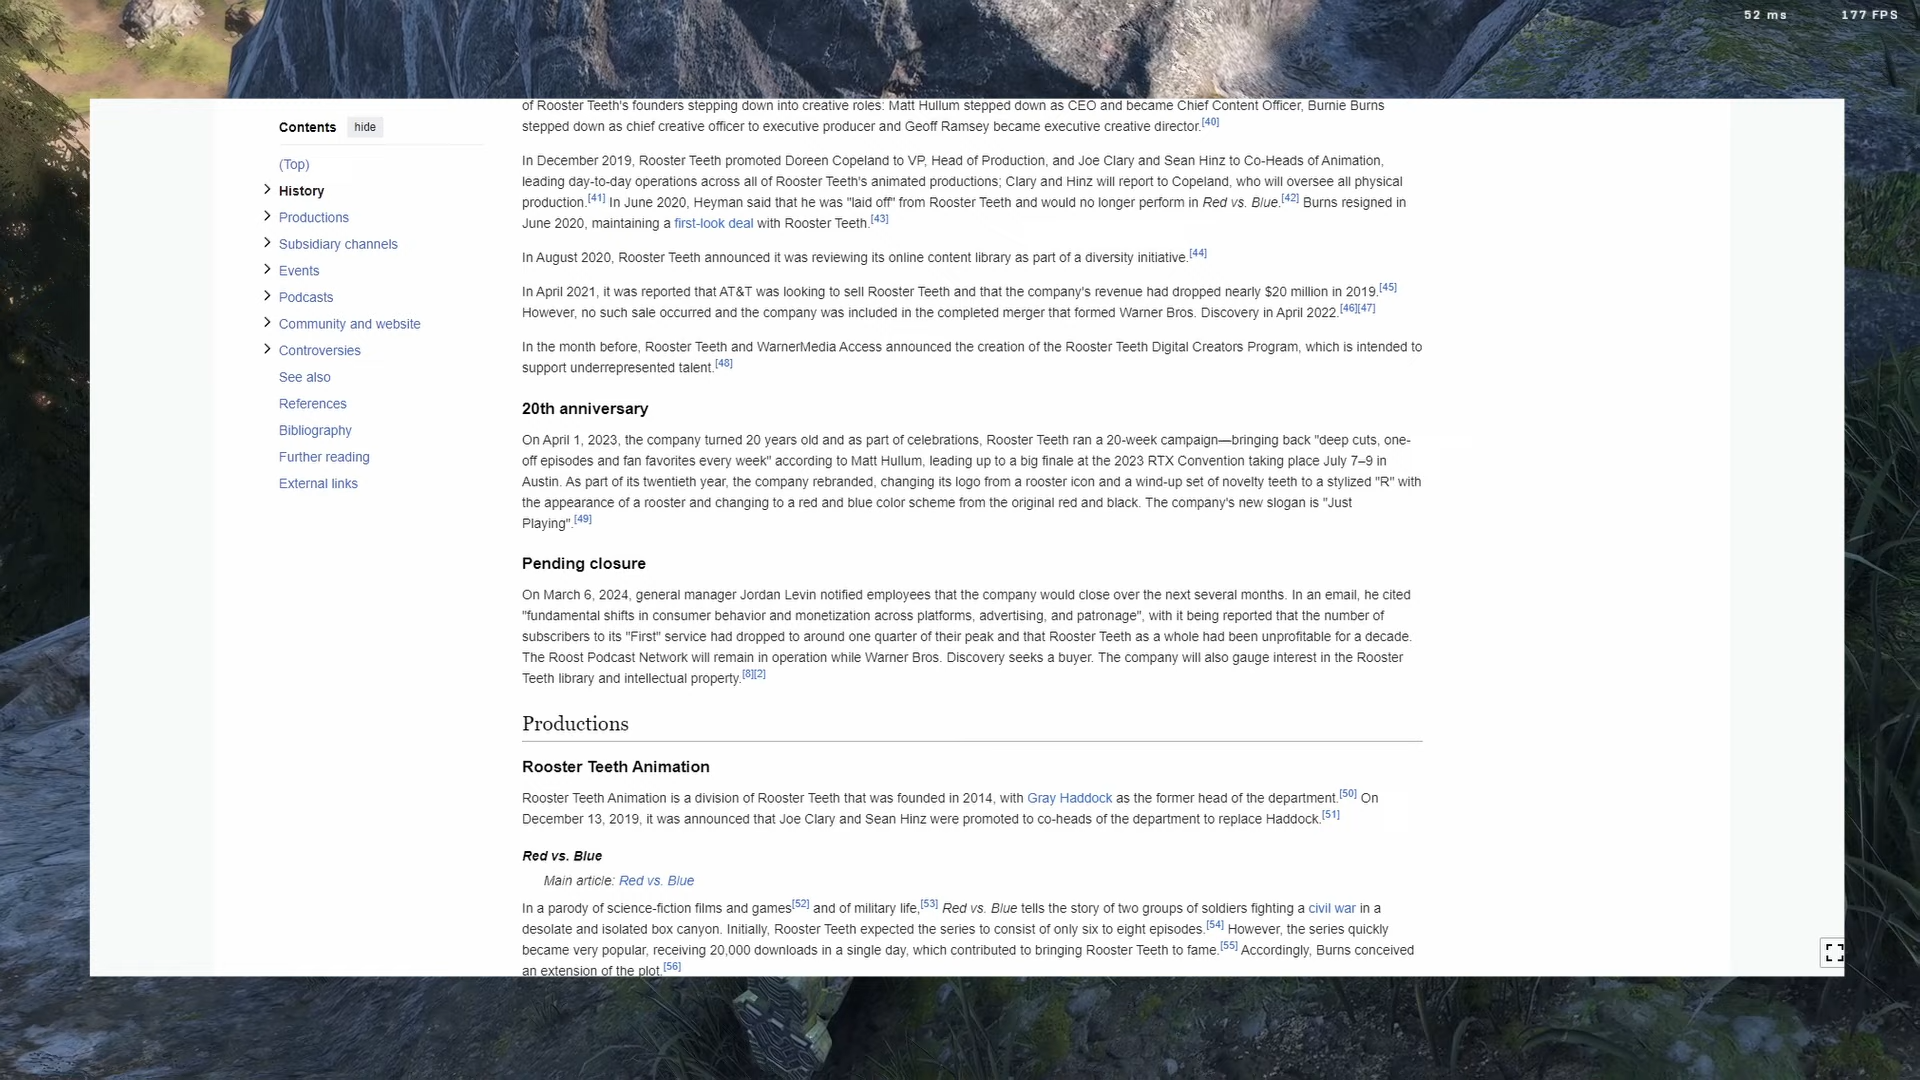 52 ms
177 FPS
Contents
hide
(Top)
History
Productions
Subsidiary channels
Events
Podcasts
Community and website
Controversies
See also
References
Bibliography
Further reading
External links
of Rooster Teeth's founders stepping down into creative roles: Matt Hullum stepped down as CEO and became Chief Content Officer, Burnie Burns
stepped down as chief creative officer to executive producer and Geoff Ramsey became executive creative director.[40]
In December 2019, Rooster Teeth promoted Doreen Copeland to VP, Head of Production, and Joe Clary and Sean Hinz to Co-Heads of Animation,
leading day-to-day operations across all of Rooster Teeth's animated productions; Clary and Hinz will report to Copeland, who will oversee all physical
production.[41] In June 2020, Heyman said that he was "laid off" from Rooster Teeth and would no longer perform in Red vs. Blue.[42] Burns resigned in
June 2020, maintaining a first-look deal with Rooster Teeth.[43]
In August 2020, Rooster Teeth announced it was reviewing its online content library as part of a diversity initiative.[44]
In April 2021, it was reported that AT&T was looking to sell Rooster Teeth and that the company's revenue had dropped nearly $20 million in 2019.[45]
However, no such sale occurred and the company was included in the completed merger that formed Warner Bros. Discovery in April 2022.[46][47]
In the month before, Rooster Teeth and WarnerMedia Access announced the creation of the Rooster Teeth Digital Creators Program, which is intended to
support underrepresented talent.[48]
20th anniversary
On April 1, 2023, the company turned 20 years old and as part of celebrations, Rooster Teeth ran a 20-week campaign—bringing back "deep cuts, one-
off episodes and fan favorites every week" according to Matt Hullum, leading up to a big finale at the 2023 RTX Convention taking place July 7–9 in
Austin. As part of its twentieth year, the company rebranded, changing its logo from a rooster icon and a wind-up set of novelty teeth to a stylized "R" with
the appearance of a rooster and changing to a red and blue color scheme from the original red and black. The company's new slogan is "Just
Playing".[49]
Pending closure
On March 6, 2024, general manager Jordan Levin notified employees that the company would close over the next several months. In an email, he cited
"fundamental shifts in consumer behavior and monetization across platforms, advertising, and patronage", with it being reported that the number of
subscribers to its "First" service had dropped to around one quarter of their peak and that Rooster Teeth as a whole had been unprofitable for a decade.
The Roost Podcast Network will remain in operation while Warner Bros. Discovery seeks a buyer. The company will also gauge interest in the Rooster
Teeth library and intellectual property.[8][2]
Productions
Rooster Teeth Animation
Rooster Teeth Animation is a division of Rooster Teeth that was founded in 2014, with Gray Haddock as the former head of the department.[50] On
December 13, 2019, it was announced that Joe Clary and Sean Hinz were promoted to co-heads of the department to replace Haddock.[51]
Red vs. Blue
Main article: Red vs. Blue
In a parody of science-fiction films and games[52] and of military life,[53] Red vs. Blue tells the story of two groups of soldiers fighting a civil war in a
desolate and isolated box canyon. Initially, Rooster Teeth expected the series to consist of only six to eight episodes.[54] However, the series quickly
became very popular, receiving 20,000 downloads in a single day, which contributed to bringing Rooster Teeth to fame.[55] Accordingly, Burns conceived
an extension of the plot.[56]